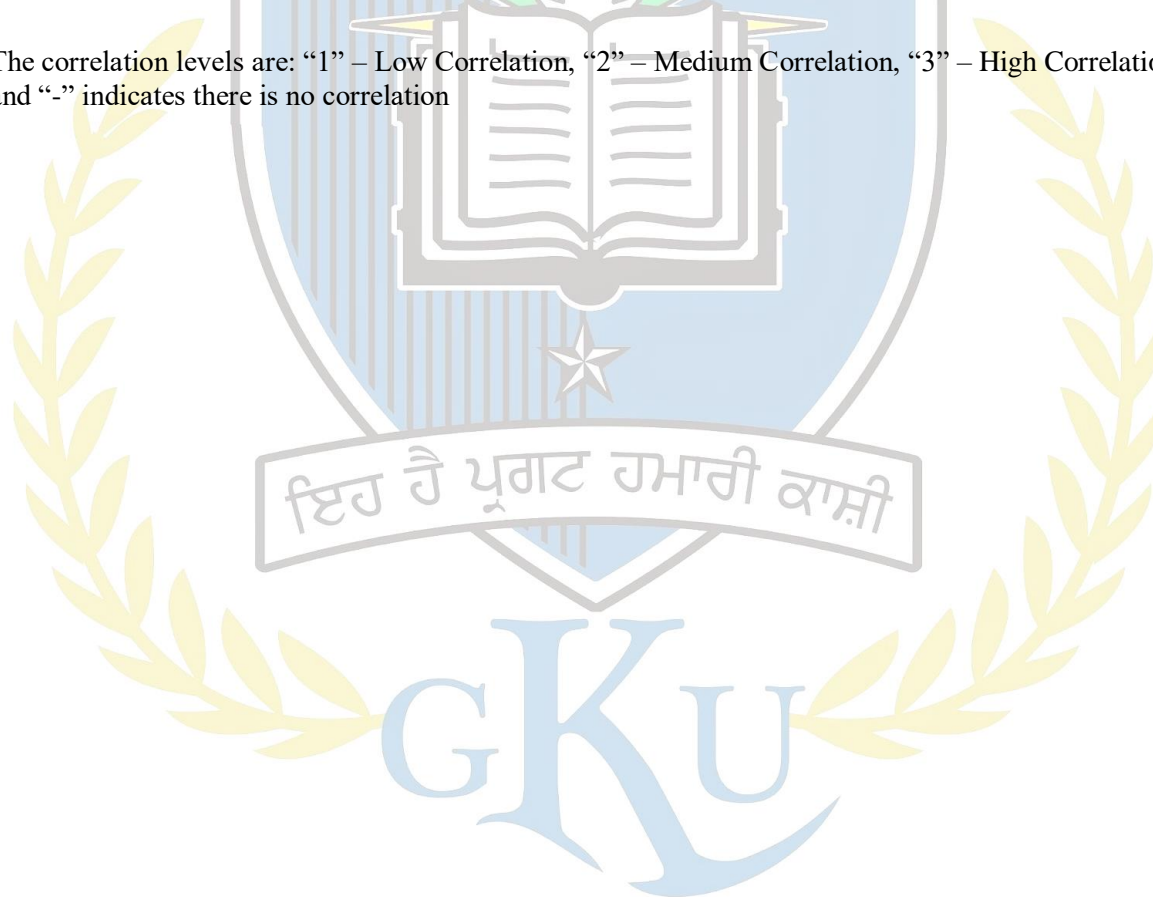 The correlation levels are: “1” – Low Correlation, “2” – Medium Correlation, “3” – High Correlation
and “-” indicates there is no correlation
ਇਹ ਹੈ ਪ੍ਰਗਟ ਹਮਾਰੀ ਕਾਸ਼ੀ
GKU